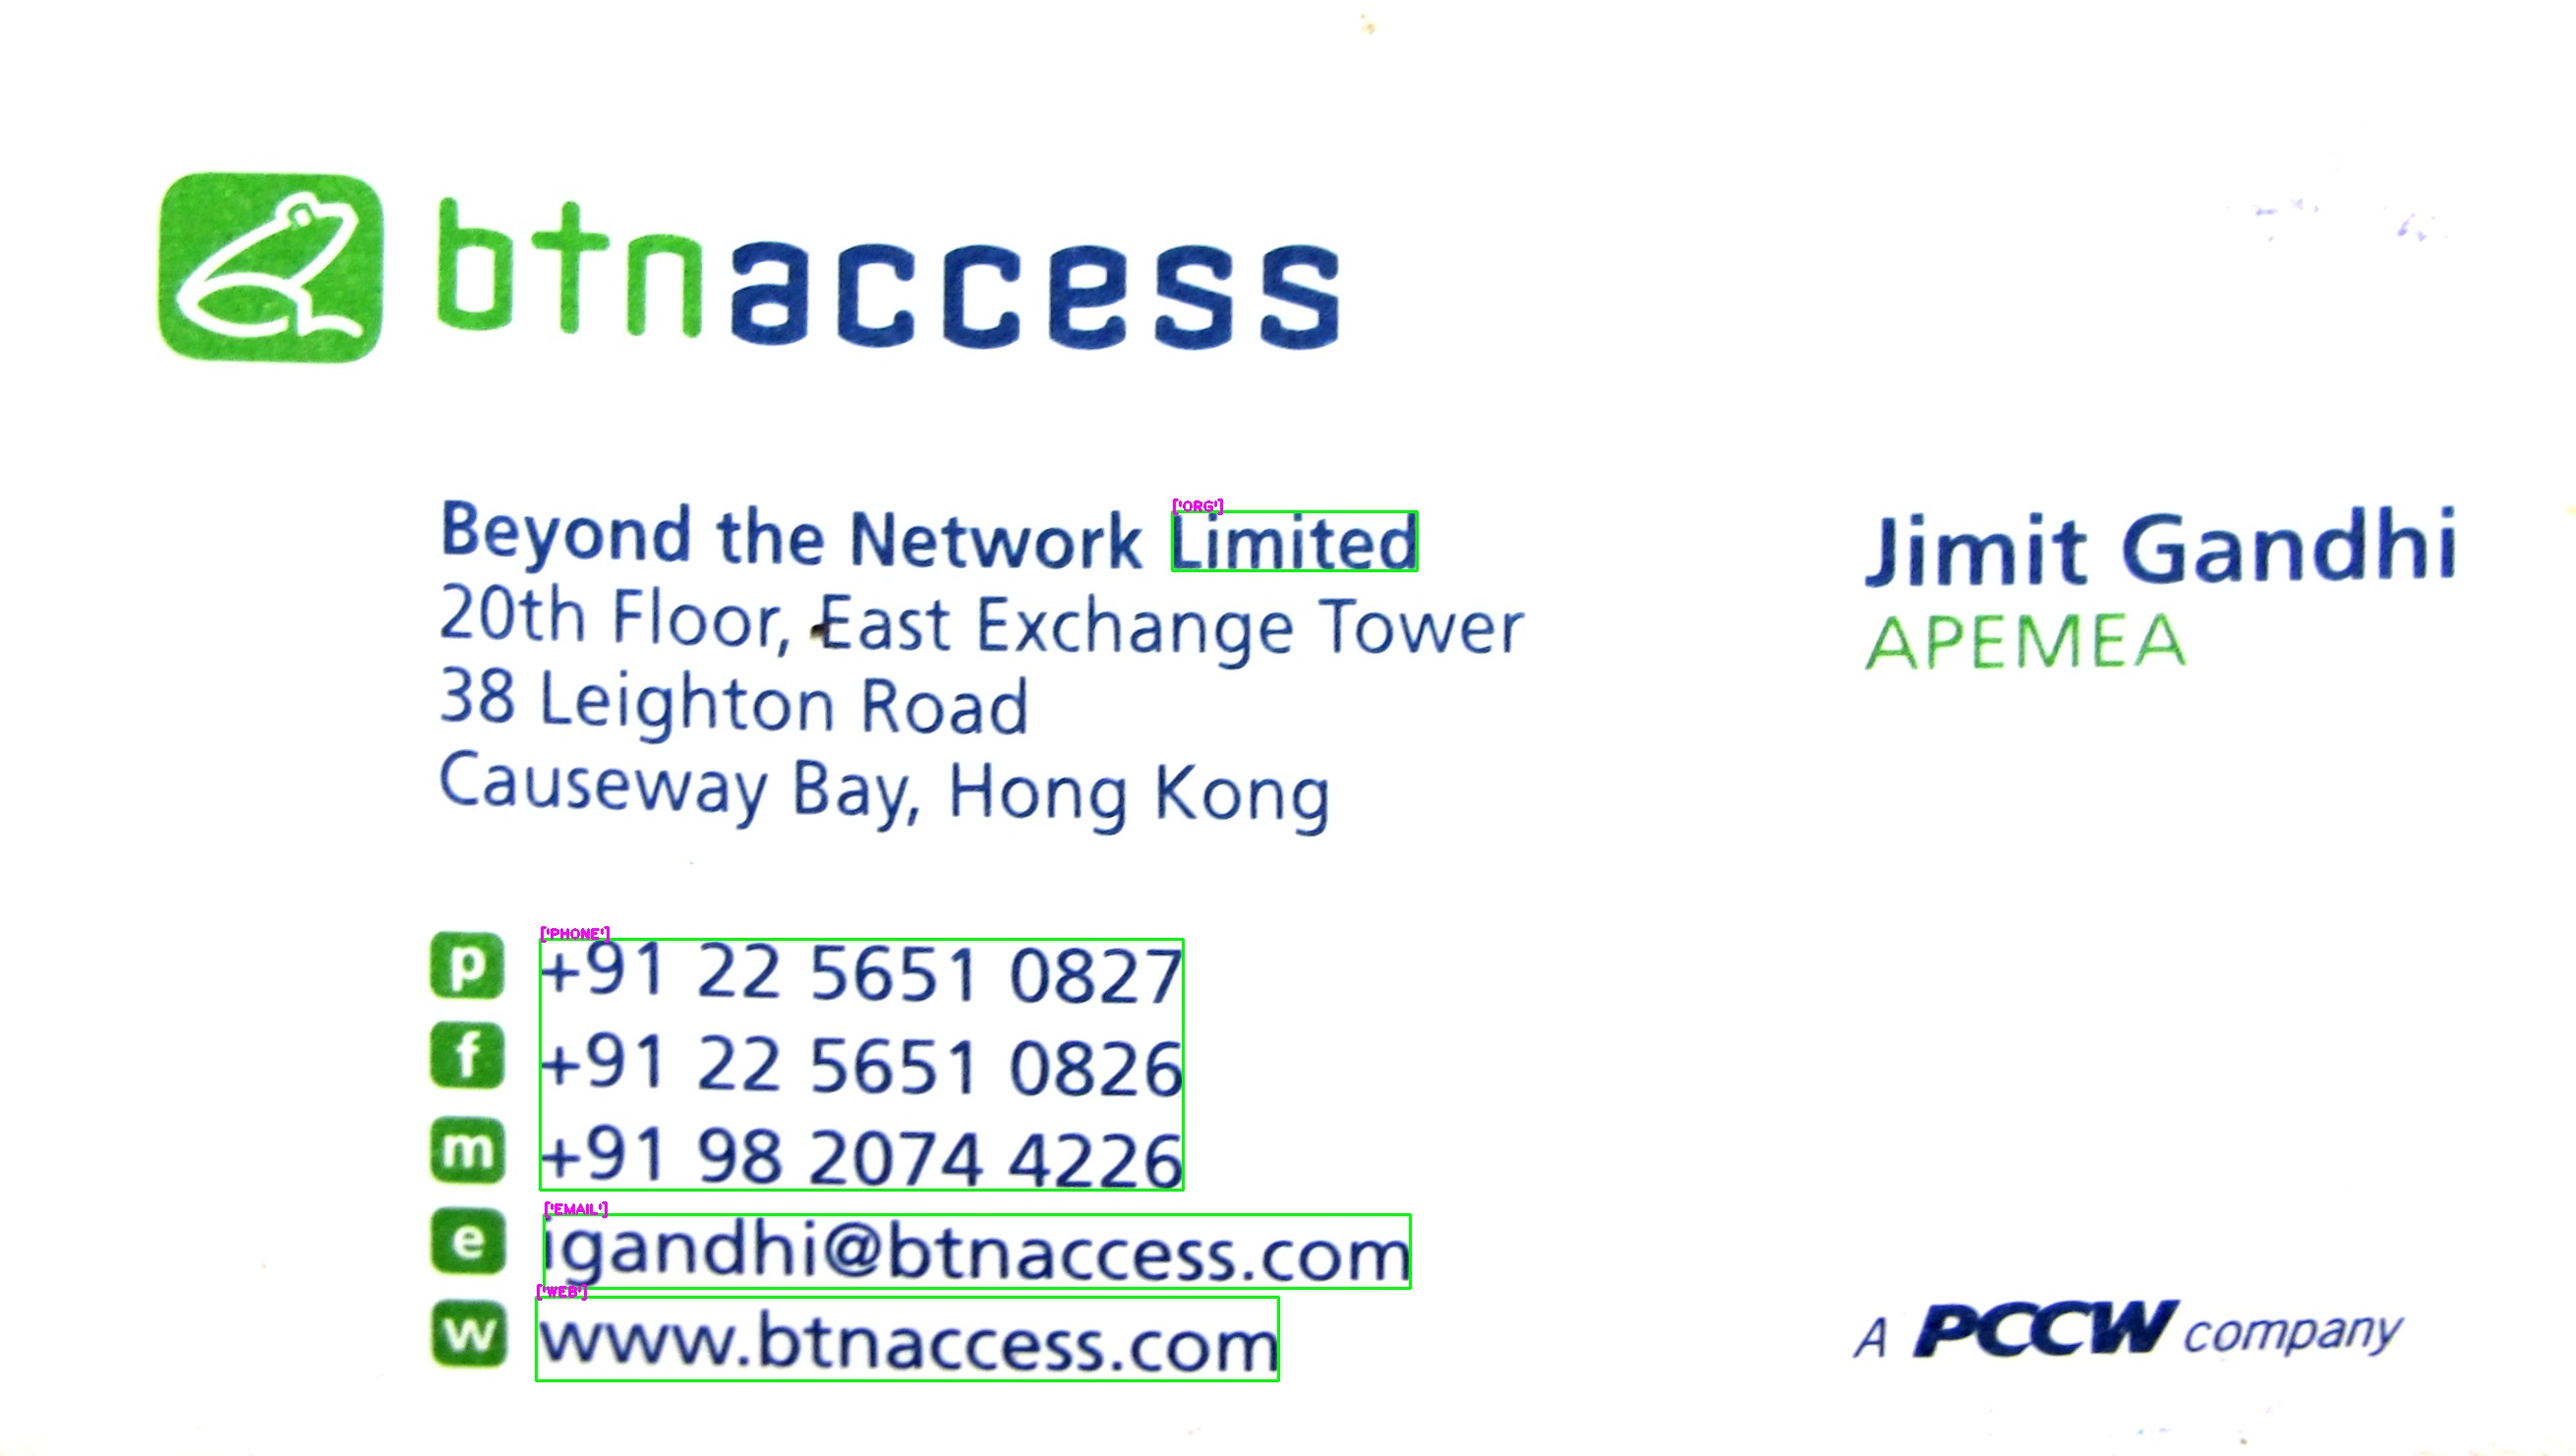 btnaccess
['ORG']
Beyond the Network Limited
20th Floor, East Exchange Tower
38 Leighton Road
Causeway Bay, Hong Kong
Jimit Gandhi
APEMEA
['PHONE']
p +91 22 5651 0827
f +91 22 5651 0826
m +91 98 2074 4226
['EMAIL']
e igandhi@btnaccess.com
['WEB']
w www.btnaccess.com
A PCCW company